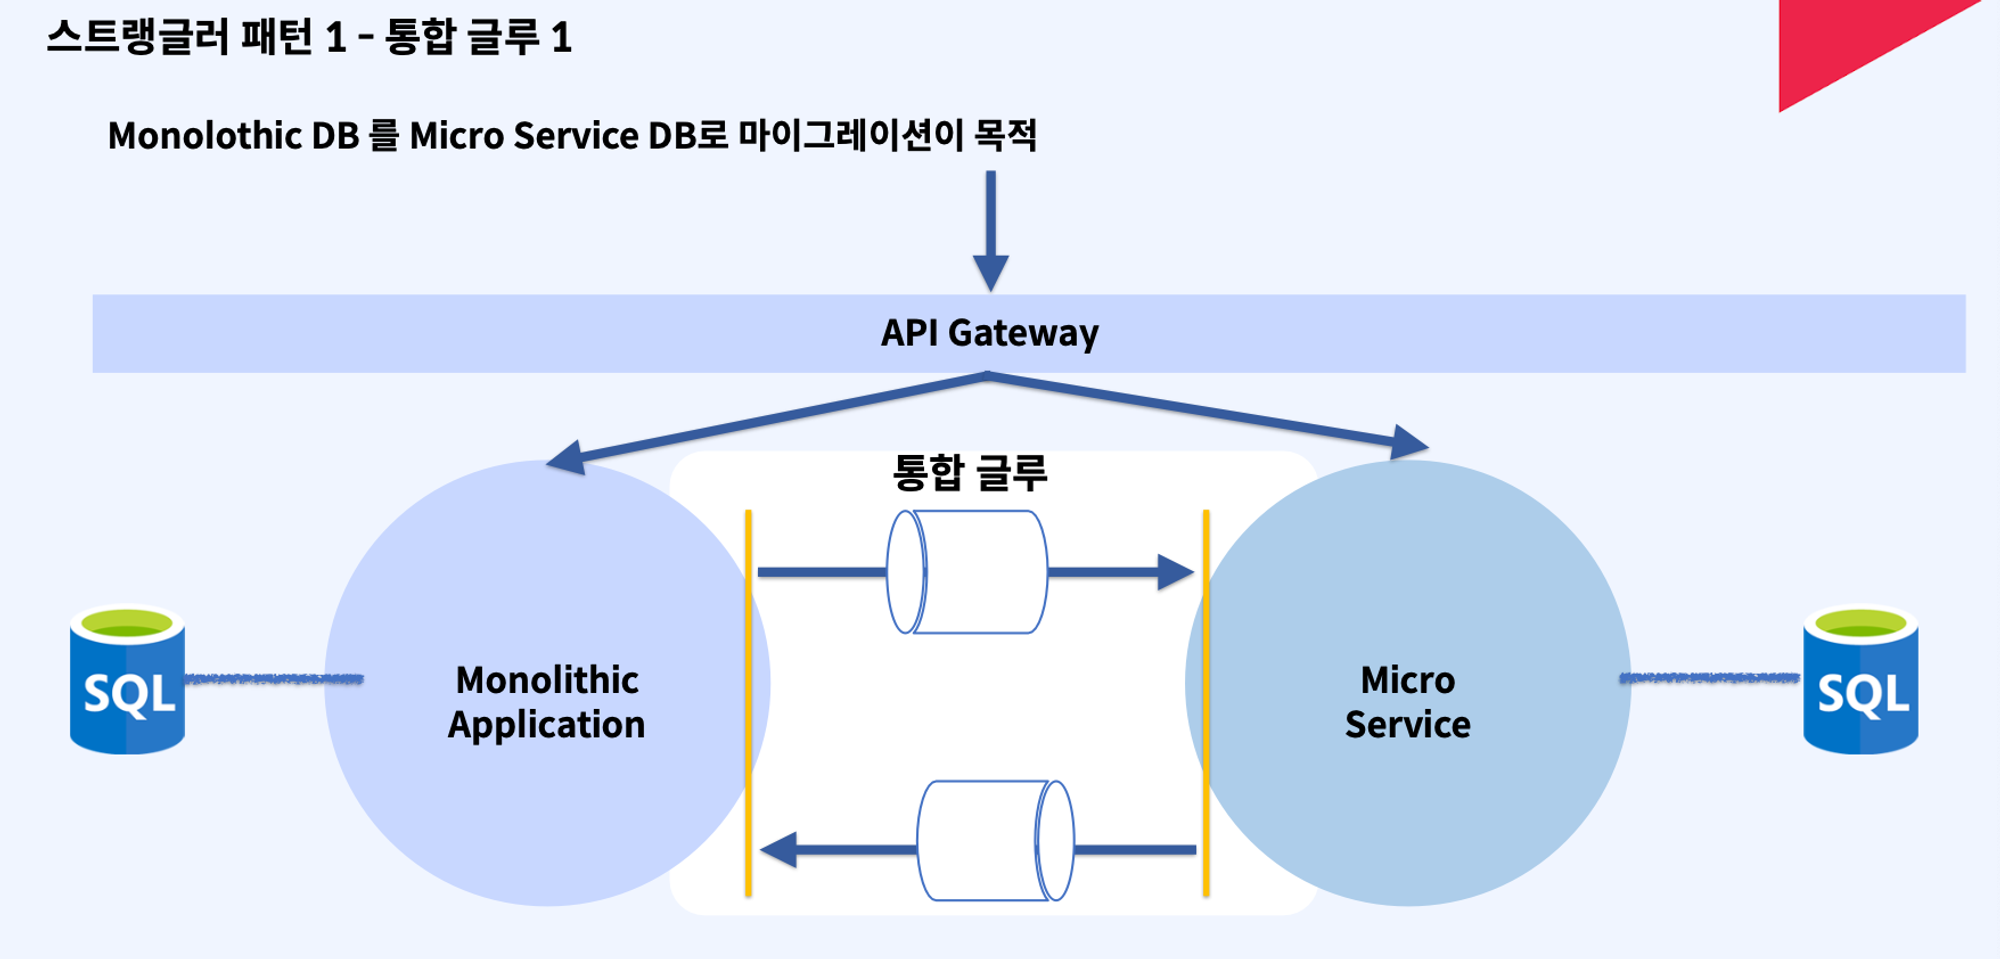 스트랭글러 패턴 1 - 통합 글루 1
Monolothic DB 를 Micro Service DB로 마이그레이션이 목적
API Gateway
통합 글루
SQL
Monolithic
Application
Micro
Service
SQL